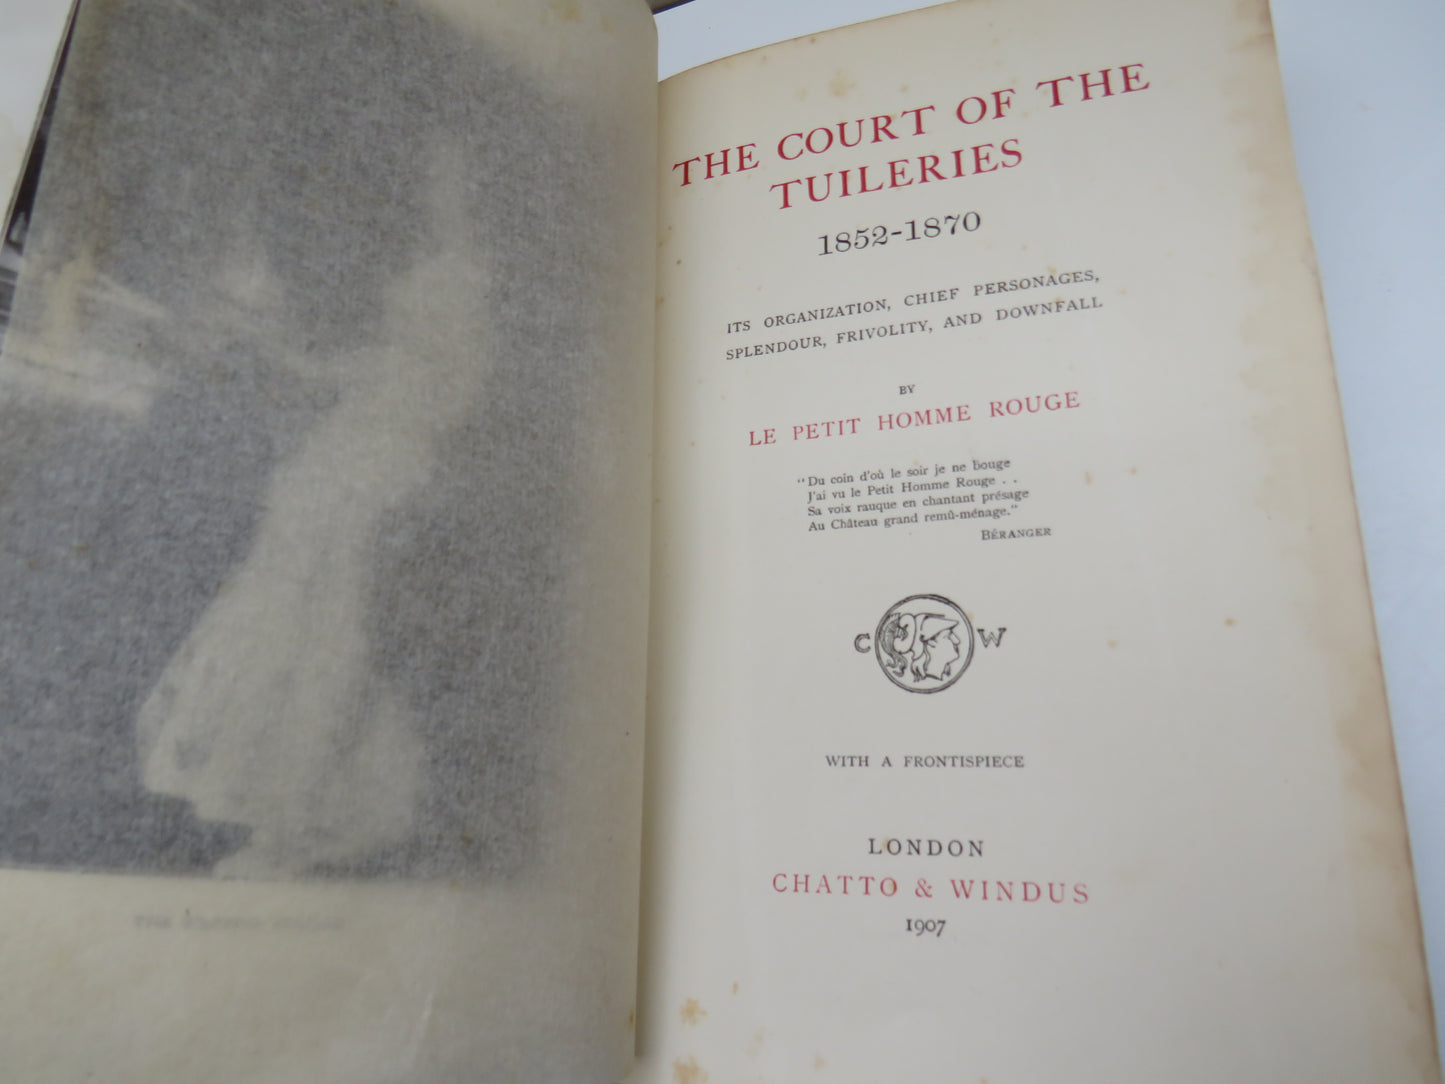 THE COURT OF THE
TUILERIES
1852-1870
ITS ORGANIZATION, CHIEF PERSONAGES,
SPLENDOUR, FRIVOLITY, AND DOWNFALL
BY
LE PETIT HOMME ROUGE
"Du coin d'où le soir je ne bouge
J'ai vu le Petit Homme Rouge . .
Sa voix rauque en chantant présage
Au Château grand remû-ménage."
BÉRANGER
C W
WITH A FRONTISPIECE
LONDON
CHATTO & WINDUS
1907